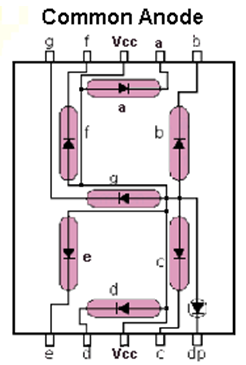 Common Anode
g f Vcc a b
a
f b
g
e c
d
e d Vcc c dp